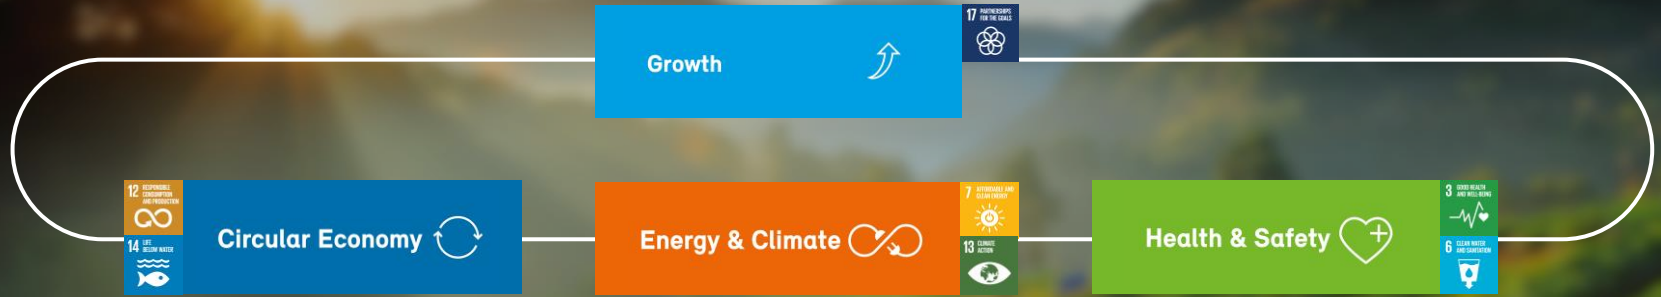 Growth
17 PARTNERSHIPS
FOR THE GOALS
12 RESPONSIBLE
CONSUMPTION
AND PRODUCTION
14 LIFE
BELOW WATER
Circular Economy
Energy & Climate
7 AFFORDABLE AND
CLEAN ENERGY
13 CLIMATE
ACTION
Health & Safety
3 GOOD HEALTH
AND WELL-BEING
6 CLEAN WATER
AND SANITATION